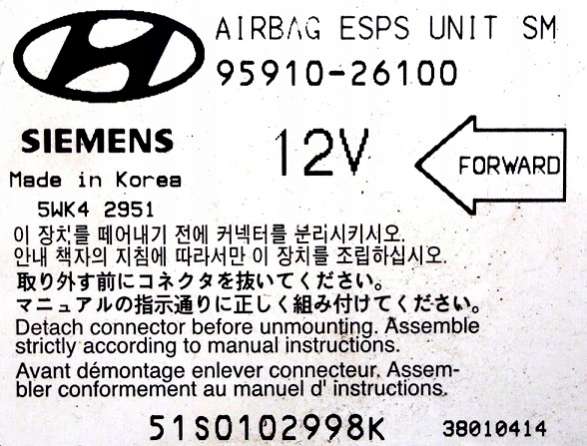 AIRBAG ESPS UNIT SM
95910-26100
SIEMENS
12V
FORWARD
Made in Korea
5WK4 2951
이 장치를 떼어내기 전에 커넥터를 분리시키시오.
안내 책자의 지침에 따라서만 이 장치를 조립하십시오.
取り外す前にコネクタを抜いてください。
マニュアルの指示通りに正しく組み付けてください。
Detach connector before unmounting. Assemble
strictly according to manual instructions.
Avant démontage enlever connecteur. Assem-
bler conformement au manuel d' instructions.
51S0102998K
38010414